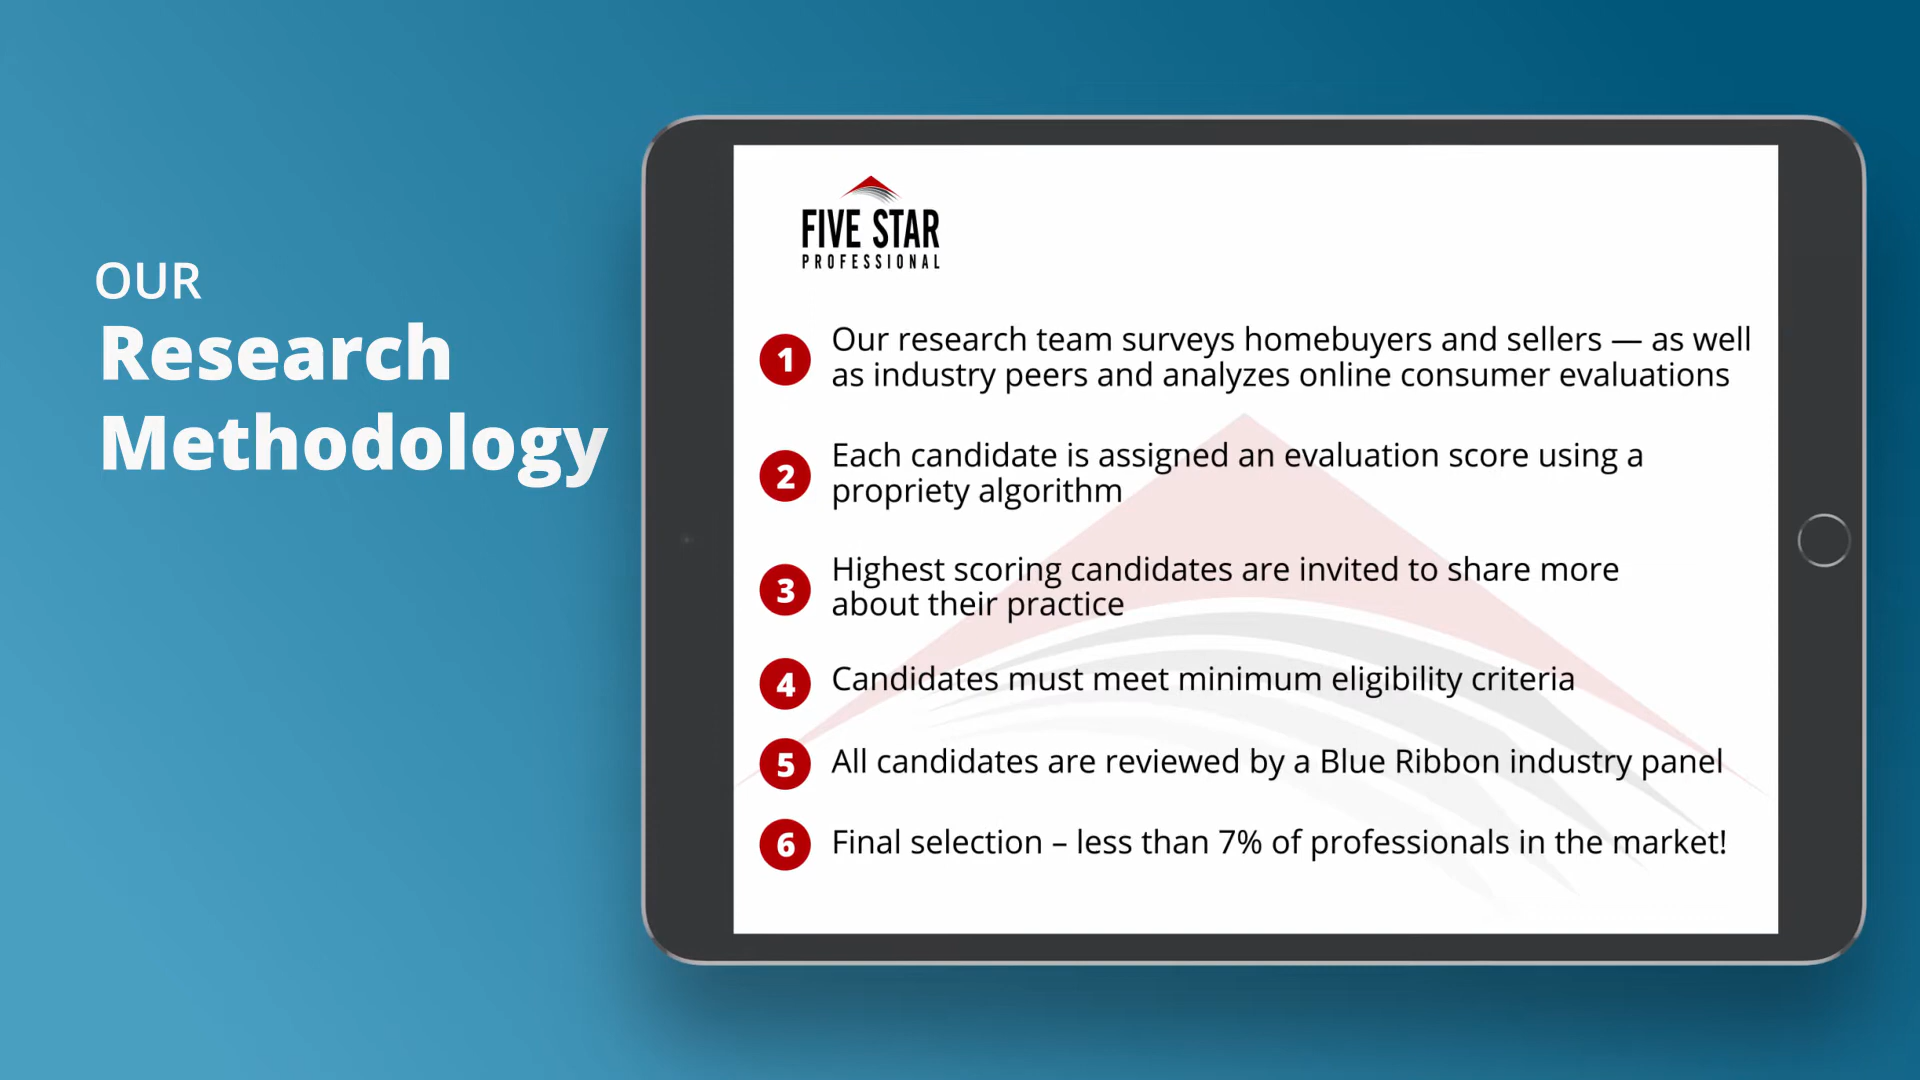 OUR
Research
Methodology
FIVE STAR
PROFESSIONAL
1 Our research team surveys homebuyers and sellers — as well
as industry peers and analyzes online consumer evaluations
2 Each candidate is assigned an evaluation score using a
propriety algorithm
3 Highest scoring candidates are invited to share more
about their practice
4 Candidates must meet minimum eligibility criteria
5 All candidates are reviewed by a Blue Ribbon industry panel
6 Final selection – less than 7% of professionals in the market!